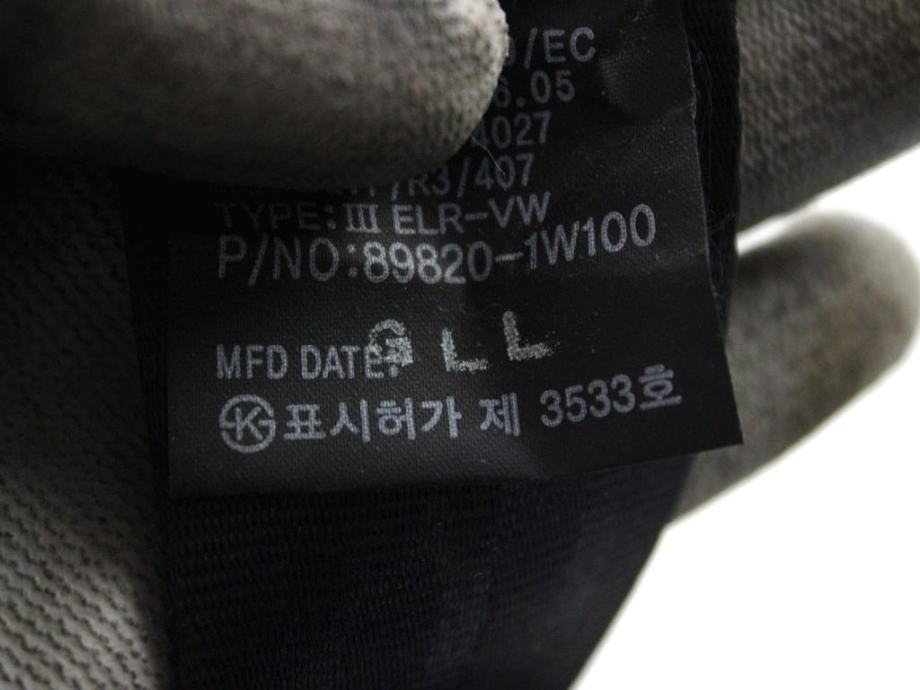 /EC
6.05
4027
/R3/407
TYPE:Ⅲ ELR-VW
P/NO:89820-1W100
MFD DATE: G L L
K 표시허가 제 3533호